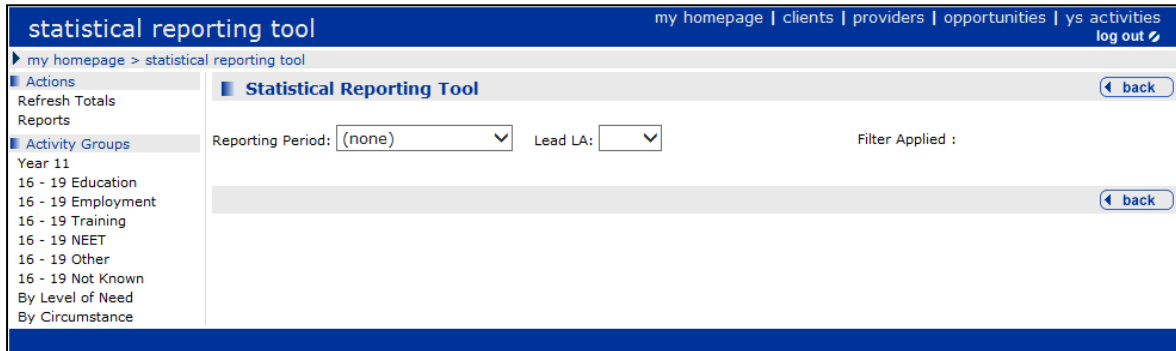 statistical reporting tool
my homepage | clients | providers | opportunities | ys activities
log out
my homepage > statistical reporting tool
Actions
Refresh Totals
Reports
Activity Groups
Year 11
16 - 19 Education
16 - 19 Employment
16 - 19 Training
16 - 19 NEET
16 - 19 Other
16 - 19 Not Known
By Level of Need
By Circumstance
Statistical Reporting Tool
back
Reporting Period: (none) Lead LA: Filter Applied :
back